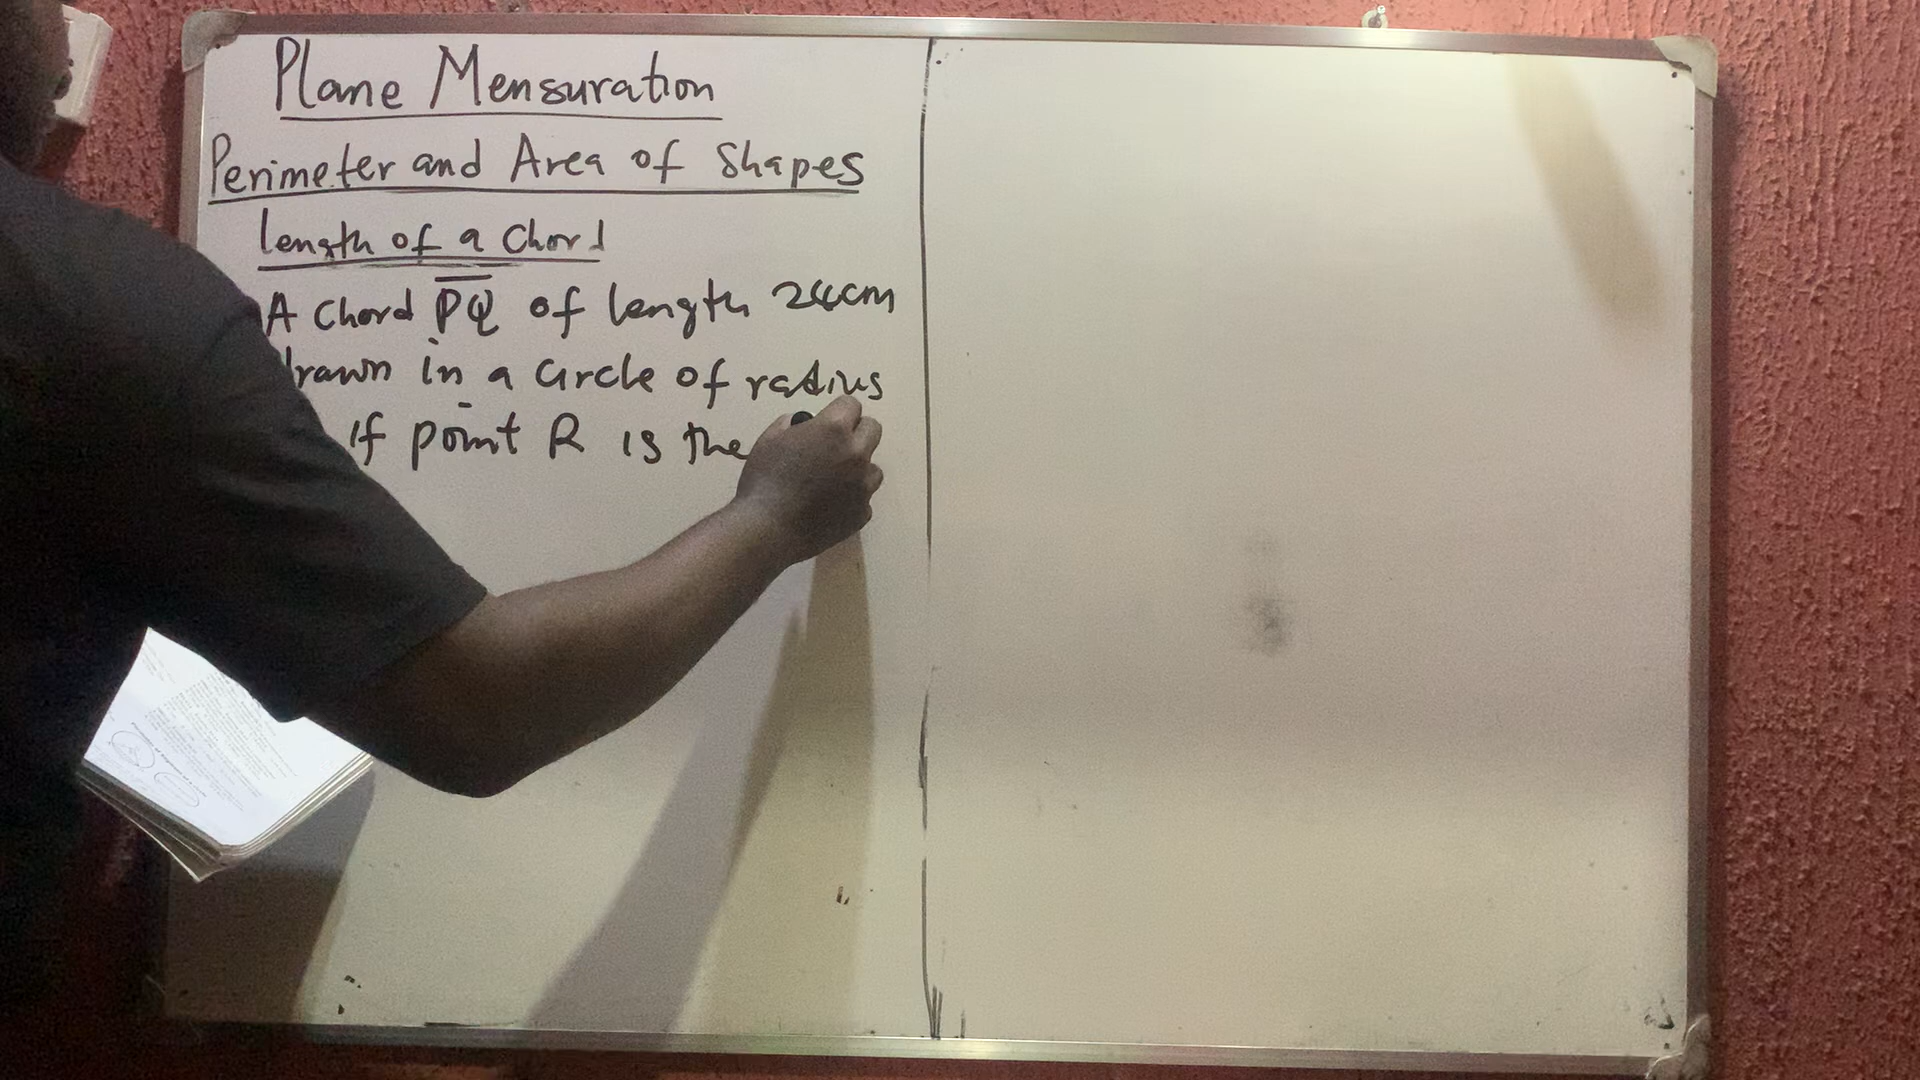 Plane Mensuration
Perimeter and Area of Shapes
length of a Chord
A Chord PQ of length 24cm
drawn in a circle of radius
If point R is the